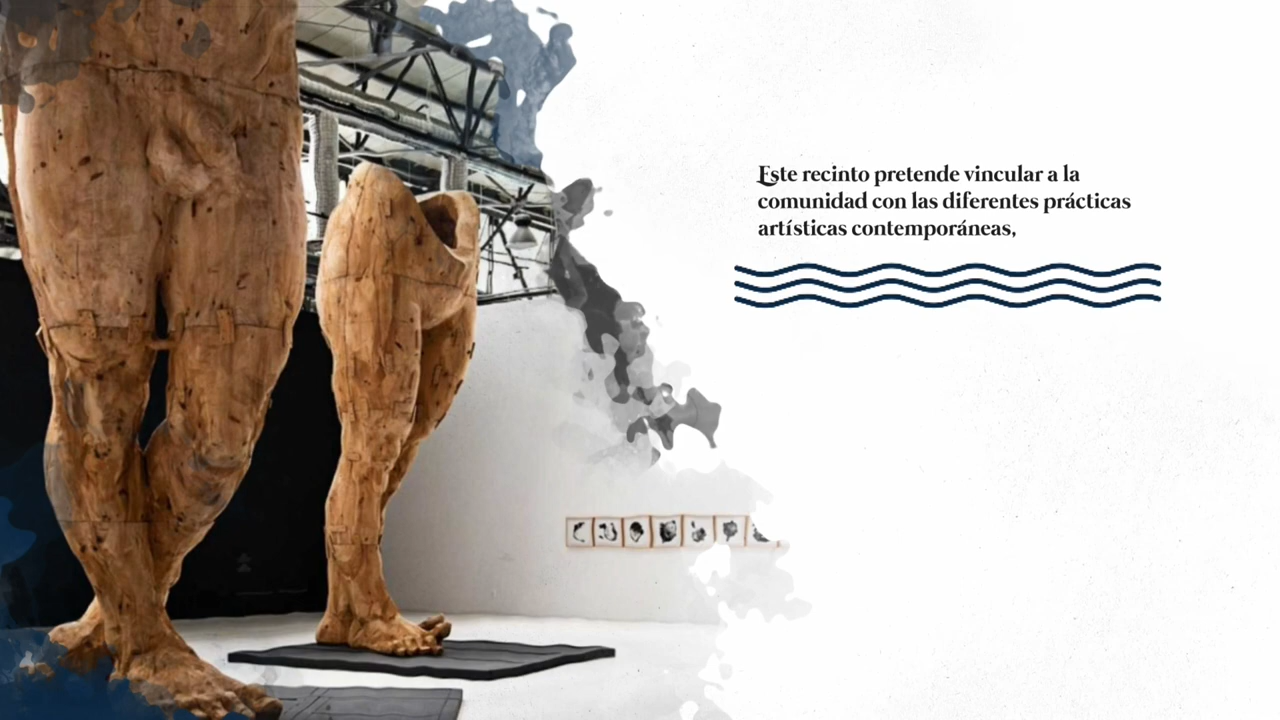 Este recinto pretende vincular a la
comunidad con las diferentes prácticas
artísticas contemporáneas,